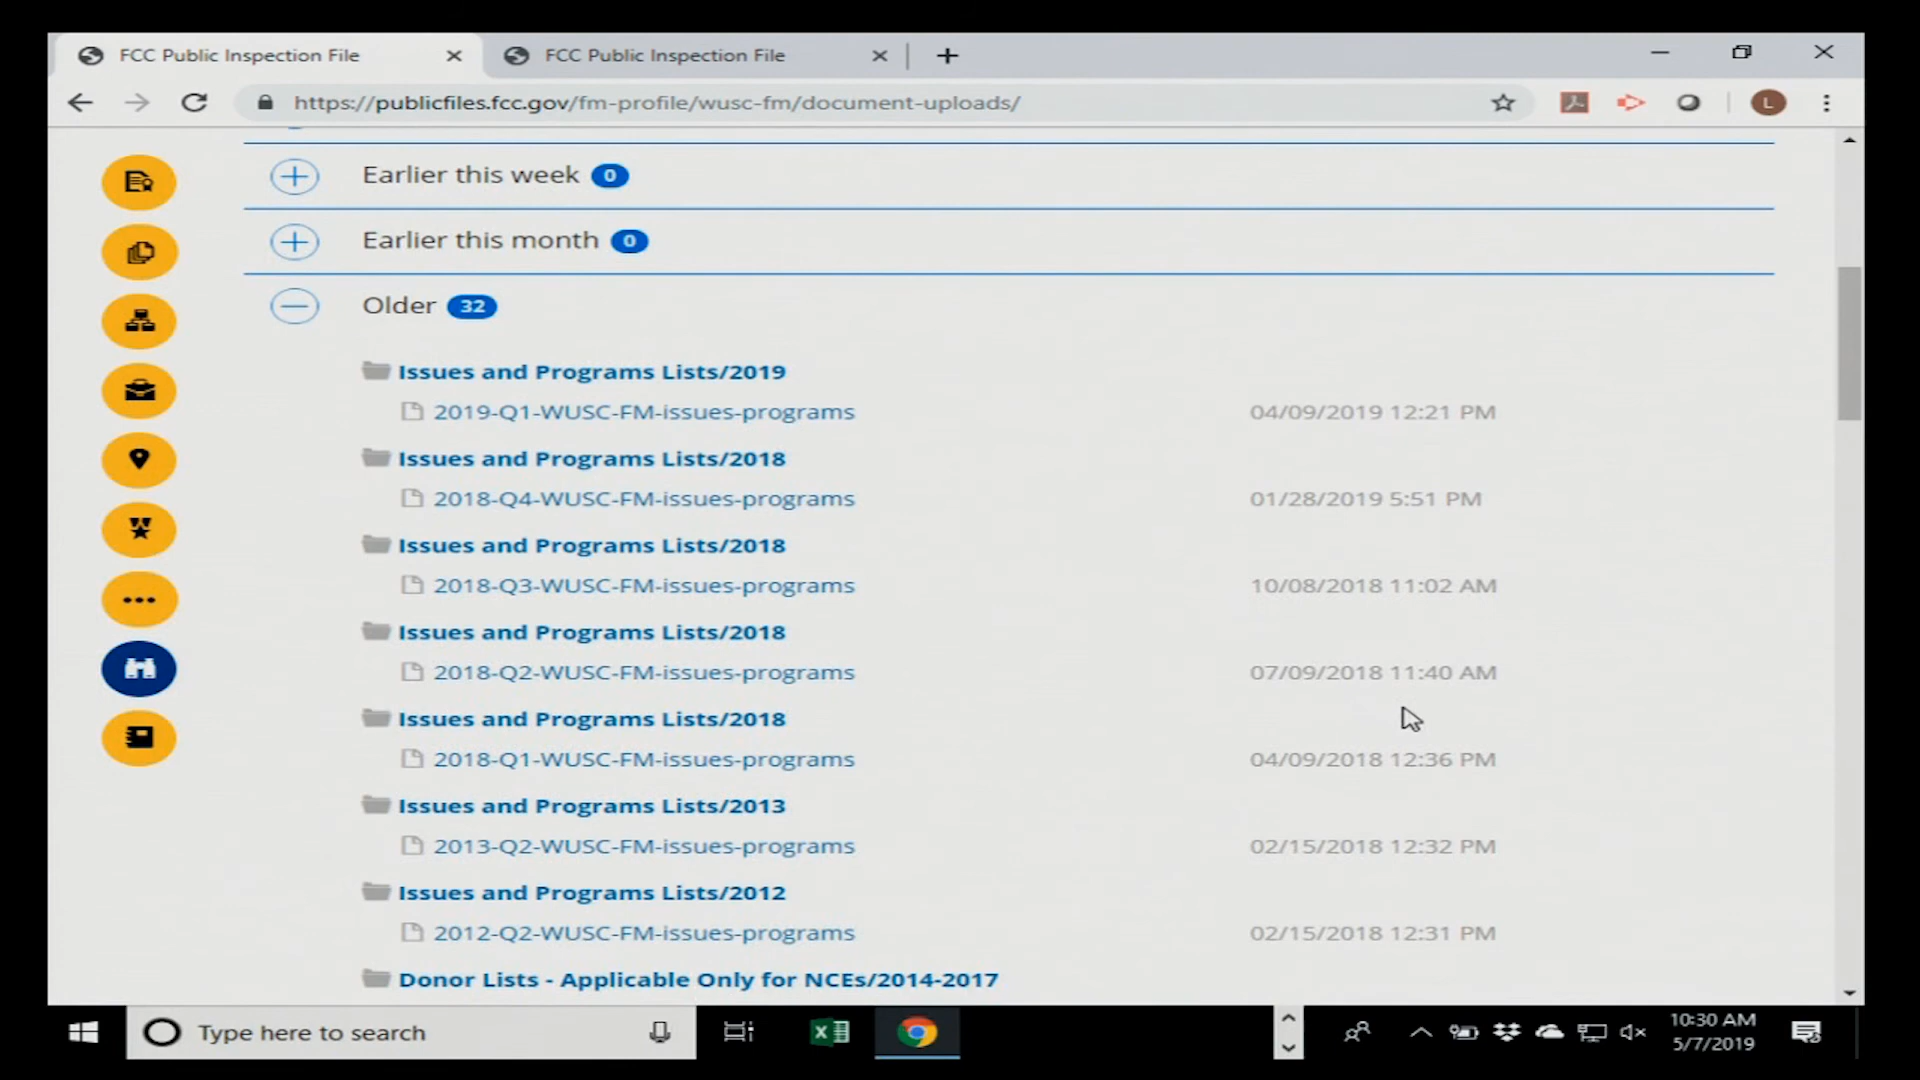 FCC Public Inspection File
FCC Public Inspection File
https://publicfiles.fcc.gov/fm-profile/wusc-fm/document-uploads/
L
Earlier this week 0
Earlier this month 0
Older 32
Issues and Programs Lists/2019
2019-Q1-WUSC-FM-issues-programs 04/09/2019 12:21 PM
Issues and Programs Lists/2018
2018-Q4-WUSC-FM-issues-programs 01/28/2019 5:51 PM
Issues and Programs Lists/2018
2018-Q3-WUSC-FM-issues-programs 10/08/2018 11:02 AM
Issues and Programs Lists/2018
2018-Q2-WUSC-FM-issues-programs 07/09/2018 11:40 AM
Issues and Programs Lists/2018
2018-Q1-WUSC-FM-issues-programs 04/09/2018 12:36 PM
Issues and Programs Lists/2013
2013-Q2-WUSC-FM-issues-programs 02/15/2018 12:32 PM
Issues and Programs Lists/2012
2012-Q2-WUSC-FM-issues-programs 02/15/2018 12:31 PM
Donor Lists - Applicable Only for NCEs/2014-2017
Type here to search
10:30 AM
5/7/2019